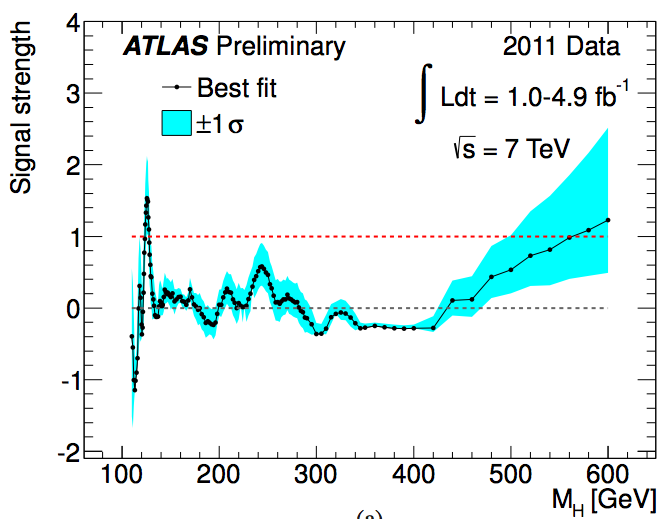 ATLAS Preliminary
2011 Data
Best fit
±1 σ
∫ Ldt = 1.0-4.9 fb⁻¹
√s = 7 TeV
Signal strength
4
3
2
1
0
-1
-2
100 200 300 400 500 600
M_H [GeV]
(a)